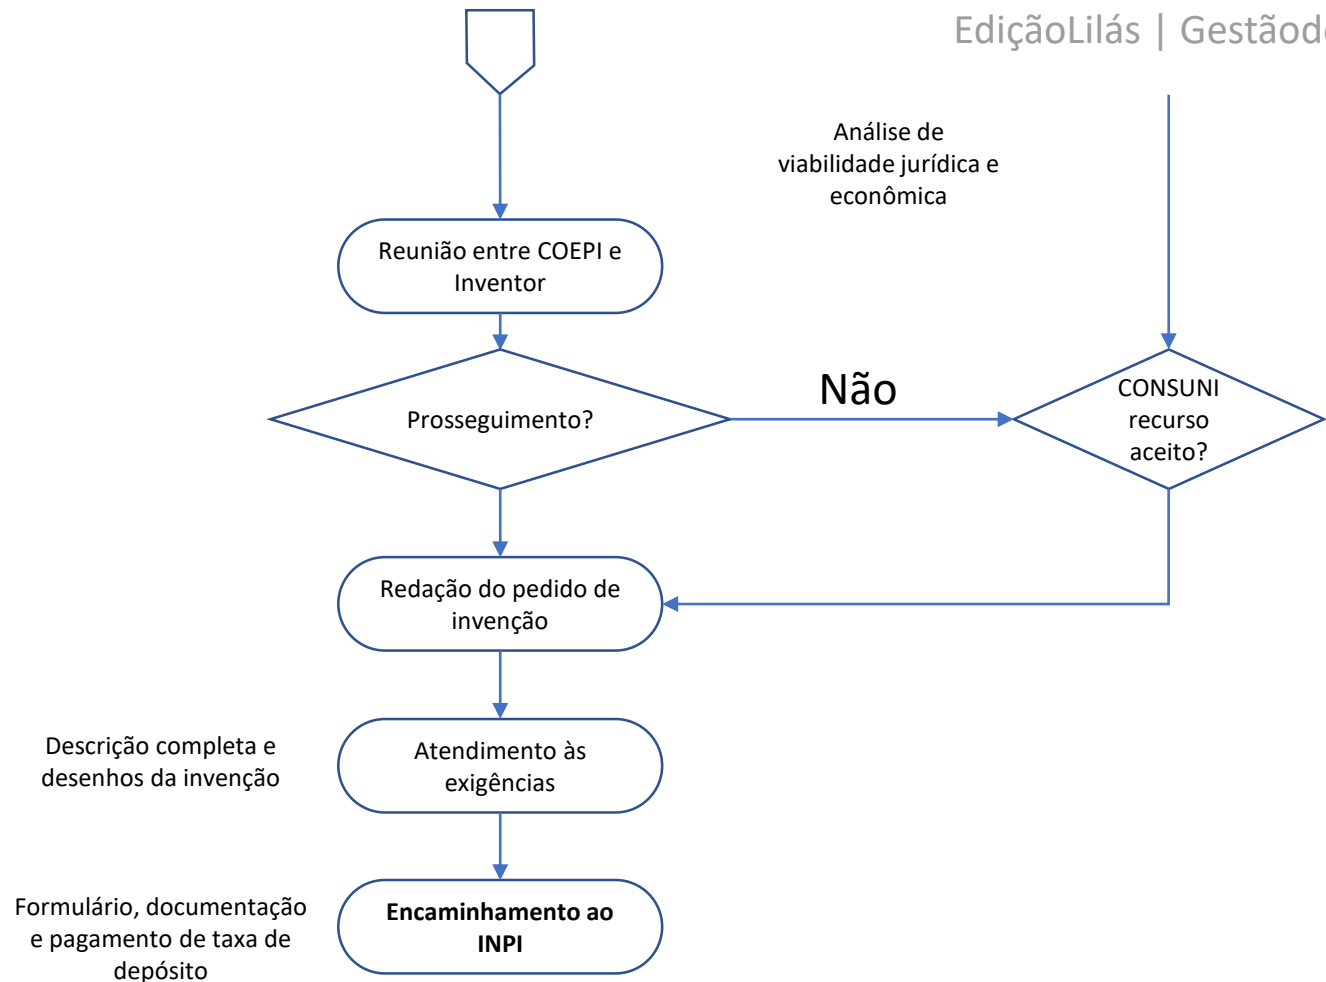 EdiçãoLilás | Gestãod
Análise de
viabilidade jurídica e
econômica
Reunião entre COEPI e
Inventor
Prosseguimento?
Não
CONSUNI
recurso
aceito?
Redação do pedido de
invenção
Descrição completa e
desenhos da invenção
Atendimento às
exigências
Formulário, documentação
e pagamento de taxa de
depósito
Encaminhamento ao
INPI